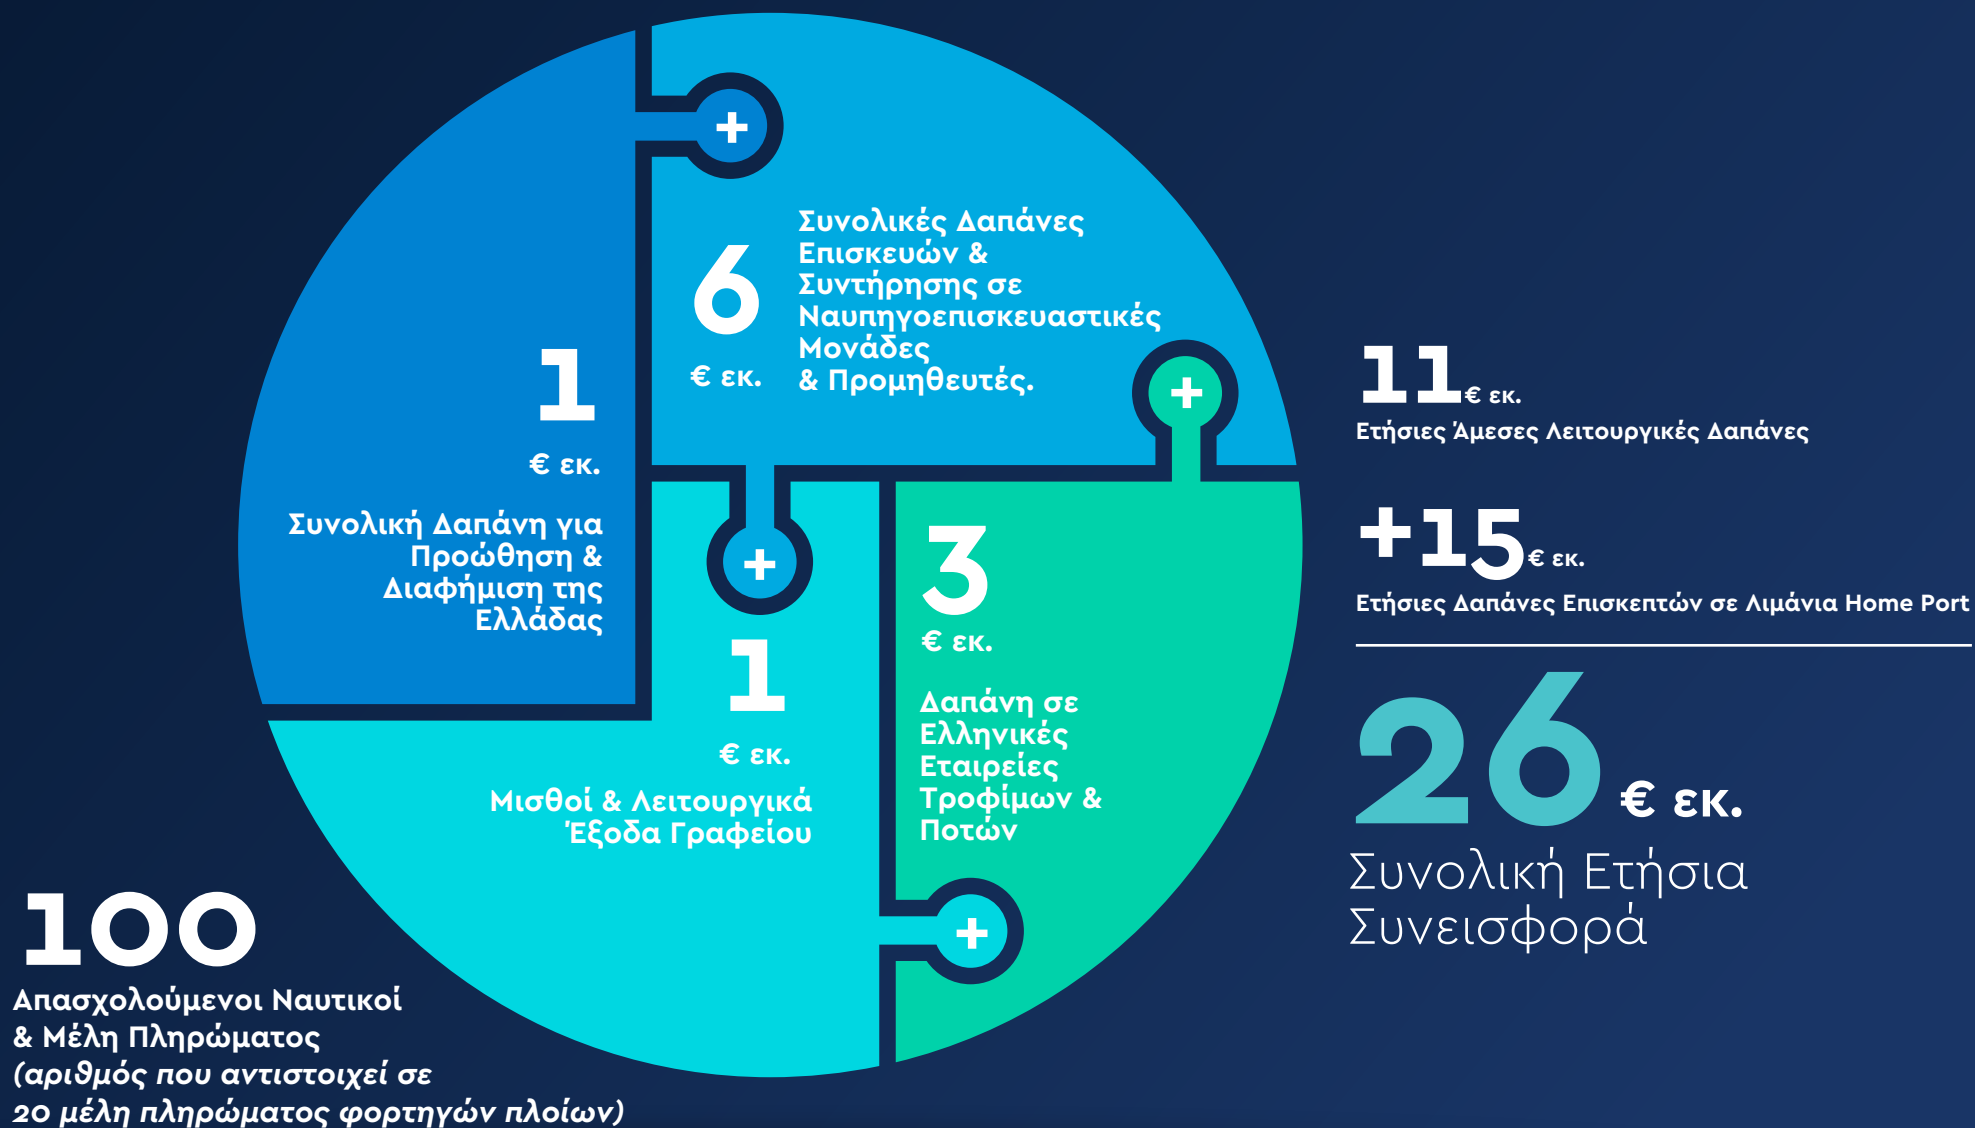 +
6
€ εκ.
Συνολικές Δαπάνες
Επισκευών &
Συντήρησης σε
Ναυπηγοεπισκευαστικές
Μονάδες
& Προμηθευτές.
1
€ εκ.
Συνολική Δαπάνη για
Προώθηση &
Διαφήμιση της
Ελλάδας
+
+
1
€ εκ.
Μισθοί & Λειτουργικά
Έξοδα Γραφείου
3
€ εκ.
Δαπάνη σε
Ελληνικές
Εταιρείες
Τροφίμων &
Ποτών
+
11 € εκ.
Ετήσιες Άμεσες Λειτουργικές Δαπάνες
+15 € εκ.
Ετήσιες Δαπάνες Επισκεπτών σε Λιμάνια Home Port
26 € εκ.
Συνολική Ετήσια
Συνεισφορά
100
Απασχολούμενοι Ναυτικοί
& Μέλη Πληρώματος
(αριθμός που αντιστοιχεί σε
20 μέλη πληρώματος φορτηγών πλοίων)